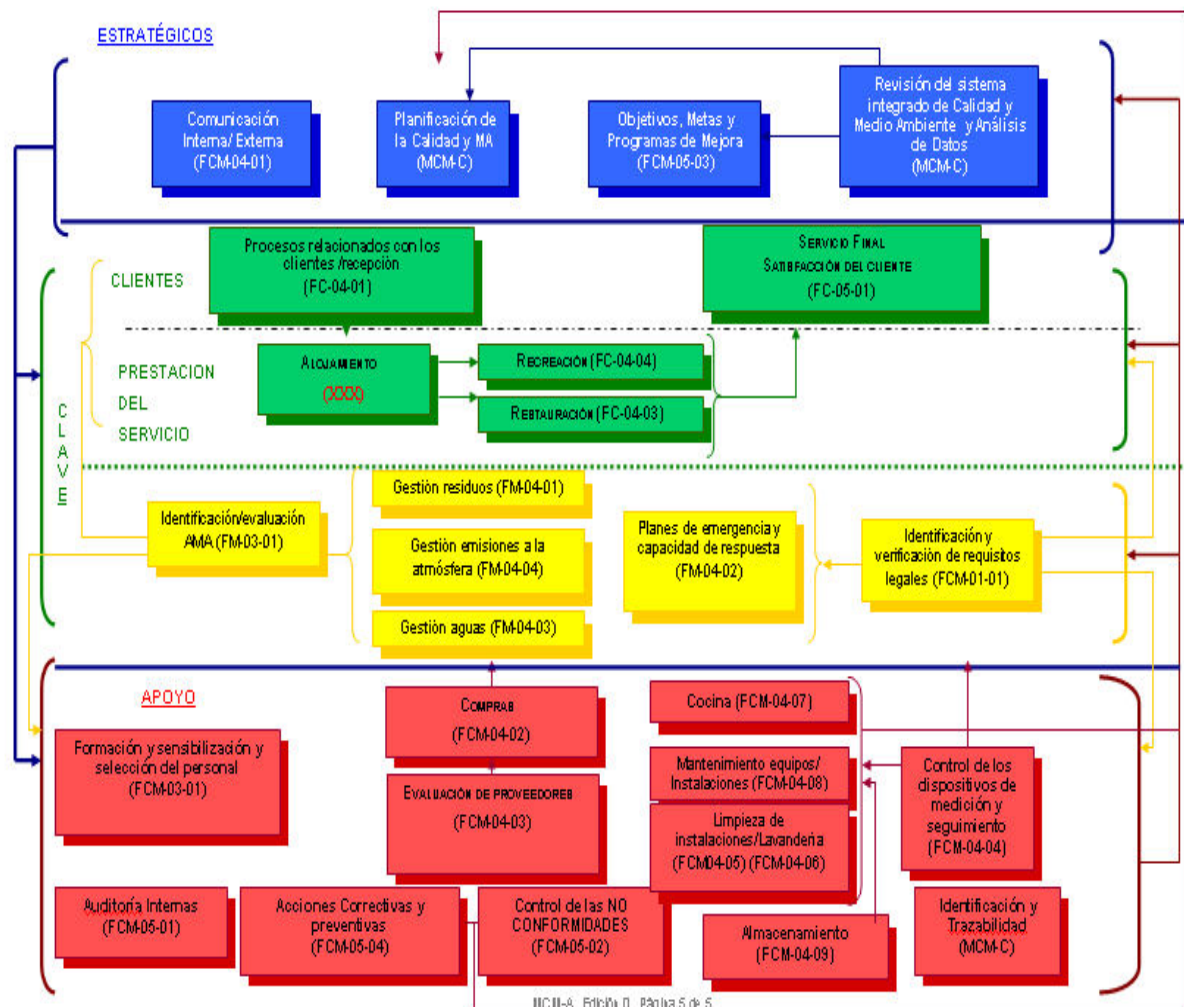 ESTRATÉGICOS
Comunicación
Interna/ Externa
(FCM-04-01)
Planificación de
la Calidad y MA
(MCM-C)
Objetivos, Metas y
Programas de Mejora
(FCM-05-03)
Revisión del sistema
integrado de Calidad y
Medio Ambiente y Análisis
de Datos
(MCM-C)
CLAVE
CLIENTES
Procesos relacionados con los
clientes /recepción
(FC-04-01)
SERVICIO FINAL
SATISFACCIÓN DEL CLIENTE
(FC-05-01)
PRESTACION
DEL
SERVICIO
ALOJAMIENTO
(XXX)
RECREACIÓN (FC-04-04)
RESTAURACIÓN (FC-04-03)
Identificación/evaluación
AMA (FM-03-01)
Gestión residuos (FM-04-01)
Gestión emisiones a la
atmósfera (FM-04-04)
Gestión aguas (FM-04-03)
Planes de emergencia y
capacidad de respuesta
(FM-04-02)
Identificación y
verificación de requisitos
legales (FCM-01-01)
APOYO
Formación y sensibilización y
selección del personal
(FCM-03-01)
COMPRAS
(FCM-04-02)
EVALUACIÓN DE PROVEEDORES
(FCM-04-03)
Cocina (FCM-04-07)
Mantenimiento equipos/
Instalaciones (FCM-04-08)
Limpieza de
instalaciones/Lavandería
(FCM04-05) (FCM-04-06)
Control de los
dispositivos de
medición y
seguimiento
(FCM-04-04)
Auditoría Internas
(FCM-05-01)
Acciones Correctivas y
preventivas
(FCM-05-04)
Control de las NO
CONFORMIDADES
(FCM-05-02)
Almacenamiento
(FCM-04-09)
Identificación y
Trazabilidad
(MCM-C)
MCM-A Edición 0 Página 5 de 5